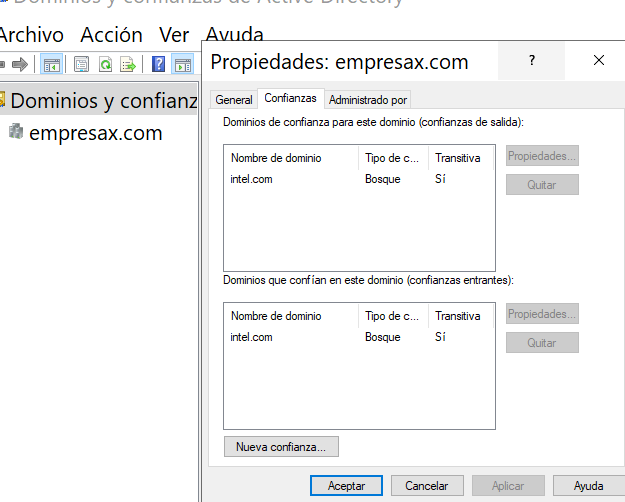 Dominios y confianzas de Active Directory
Archivo Acción Ver Ayuda
Propiedades: empresax.com ? ×
Dominios y confianz
empresax.com
General Confianzas Administrado por
Dominios de confianza para este dominio (confianzas de salida):
Nombre de dominio Tipo de c... Transitiva
intel.com Bosque Sí
Propiedades...
Quitar
Dominios que confían en este dominio (confianzas entrantes):
Nombre de dominio Tipo de c... Transitiva
intel.com Bosque Sí
Propiedades...
Quitar
Nueva confianza...
Aceptar Cancelar Aplicar Ayuda